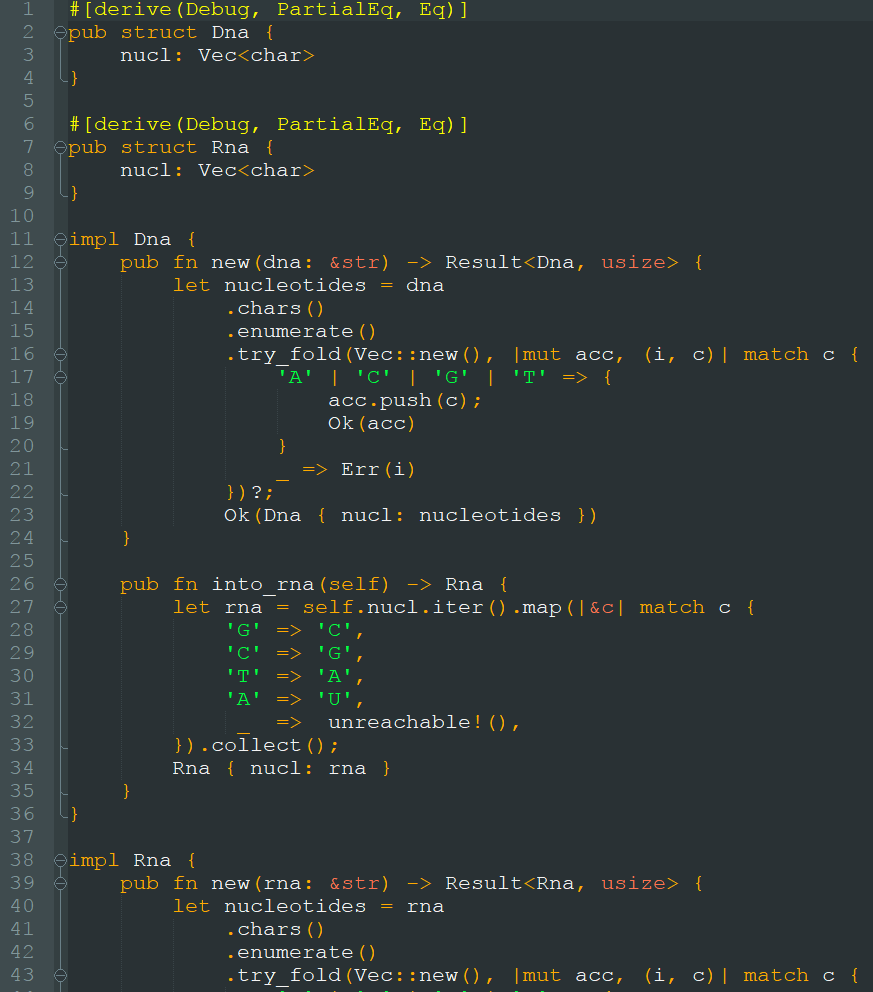 1 #[derive(Debug, PartialEq, Eq)]
2 pub struct Dna {
3     nucl: Vec<char>
4 }
5
6 #[derive(Debug, PartialEq, Eq)]
7 pub struct Rna {
8     nucl: Vec<char>
9 }
10
11 impl Dna {
12     pub fn new(dna: &str) -> Result<Dna, usize> {
13         let nucleotides = dna
14             .chars()
15             .enumerate()
16             .try_fold(Vec::new(), |mut acc, (i, c)| match c {
17                 'A' | 'C' | 'G' | 'T' => {
18                     acc.push(c);
19                     Ok(acc)
20                 }
21                 _ => Err(i)
22             })?;
23             Ok(Dna { nucl: nucleotides })
24     }
25
26     pub fn into_rna(self) -> Rna {
27         let rna = self.nucl.iter().map(|&c| match c {
28             'G' => 'C',
29             'C' => 'G',
30             'T' => 'A',
31             'A' => 'U',
32              _  =>  unreachable!(),
33         }).collect();
34         Rna { nucl: rna }
35     }
36 }
37
38 impl Rna {
39     pub fn new(rna: &str) -> Result<Rna, usize> {
40         let nucleotides = rna
41             .chars()
42             .enumerate()
43             .try_fold(Vec::new(), |mut acc, (i, c)| match c {